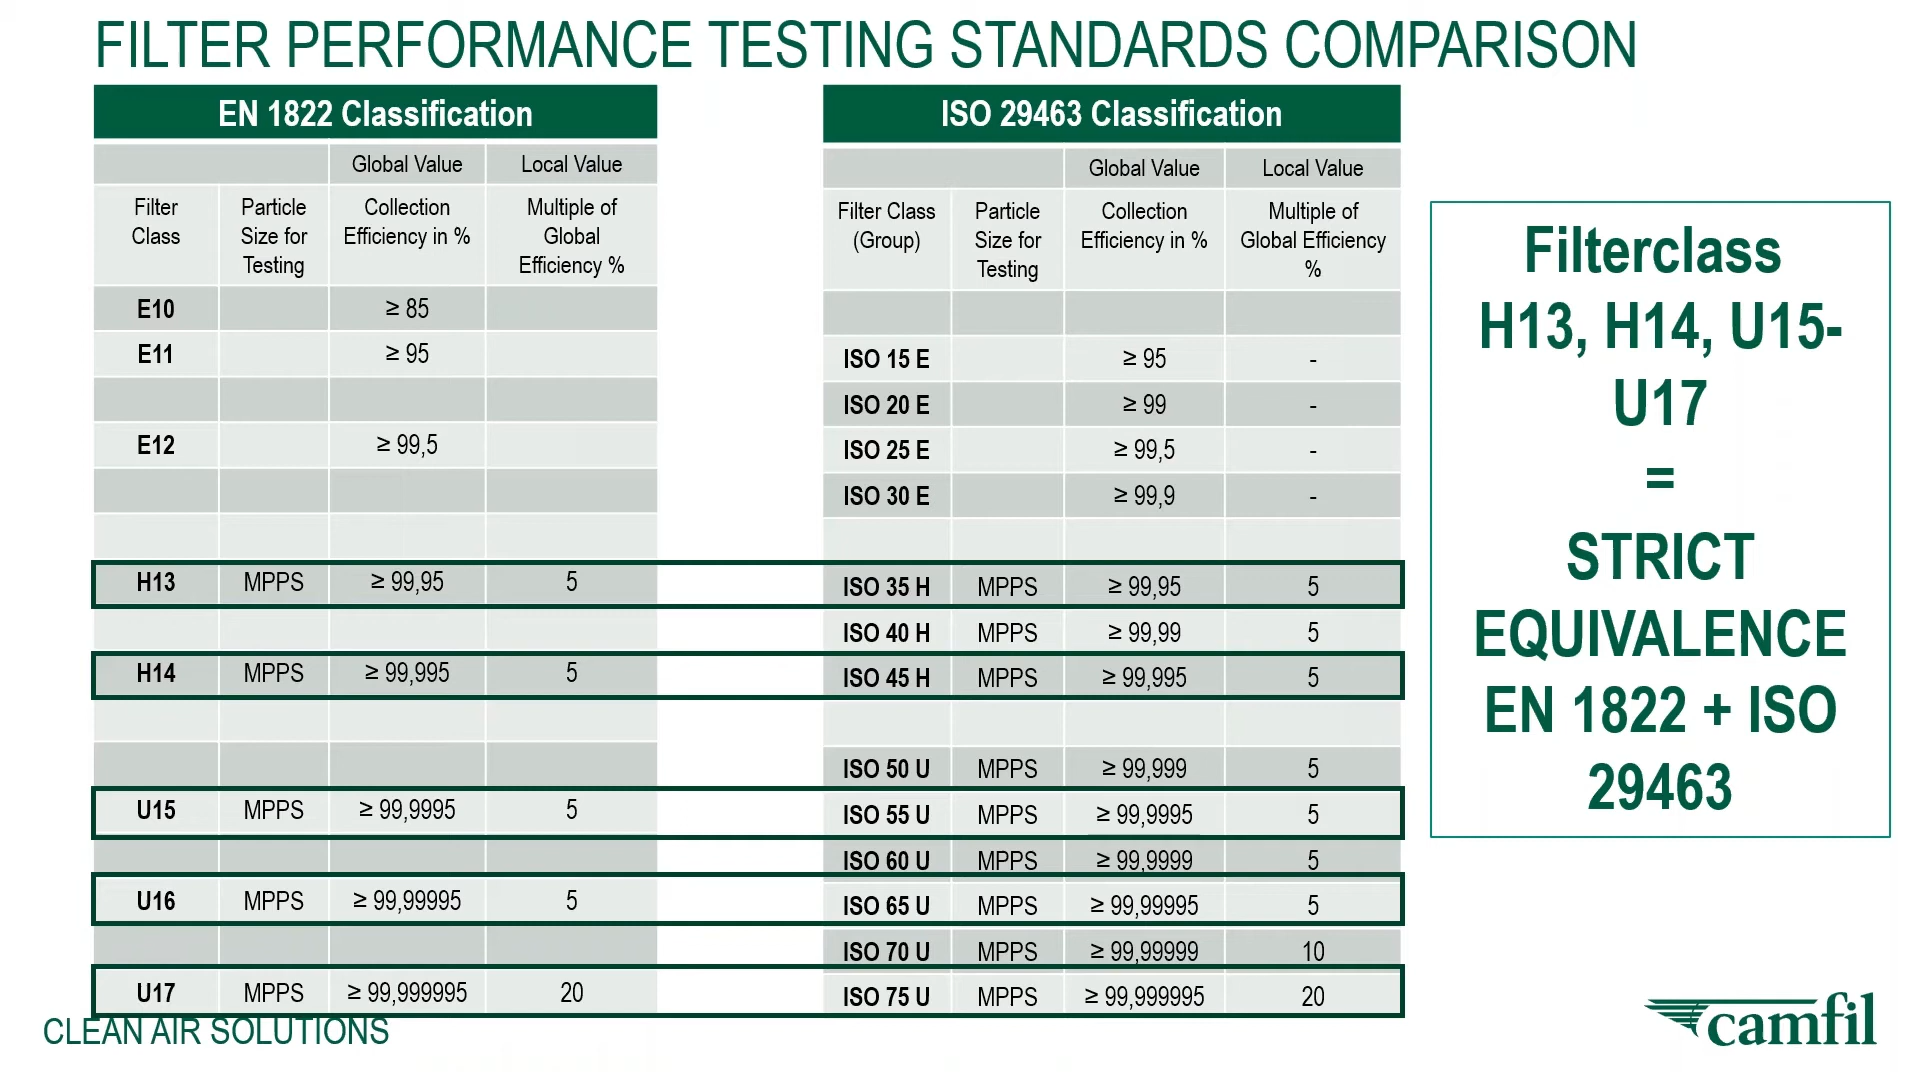 FILTER PERFORMANCE TESTING STANDARDS COMPARISON
EN 1822 Classification
Global Value Local Value
Filter Class Particle Size for Testing Collection Efficiency in % Multiple of Global Efficiency %
E10 ≥ 85
E11 ≥ 95
E12 ≥ 99,5
H13 MPPS ≥ 99,95 5
H14 MPPS ≥ 99,995 5
U15 MPPS ≥ 99,9995 5
U16 MPPS ≥ 99,99995 5
U17 MPPS ≥ 99,999995 20
ISO 29463 Classification
Global Value Local Value
Filter Class (Group) Particle Size for Testing Collection Efficiency in % Multiple of Global Efficiency %
ISO 15 E ≥ 95 -
ISO 20 E ≥ 99 -
ISO 25 E ≥ 99,5 -
ISO 30 E ≥ 99,9 -
ISO 35 H MPPS ≥ 99,95 5
ISO 40 H MPPS ≥ 99,99 5
ISO 45 H MPPS ≥ 99,995 5
ISO 50 U MPPS ≥ 99,999 5
ISO 55 U MPPS ≥ 99,9995 5
ISO 60 U MPPS ≥ 99,9999 5
ISO 65 U MPPS ≥ 99,99995 5
ISO 70 U MPPS ≥ 99,99999 10
ISO 75 U MPPS ≥ 99,999995 20
Filterclass
H13, H14, U15-
U17
=
STRICT
EQUIVALENCE
EN 1822 + ISO
29463
CLEAN AIR SOLUTIONS
camfil